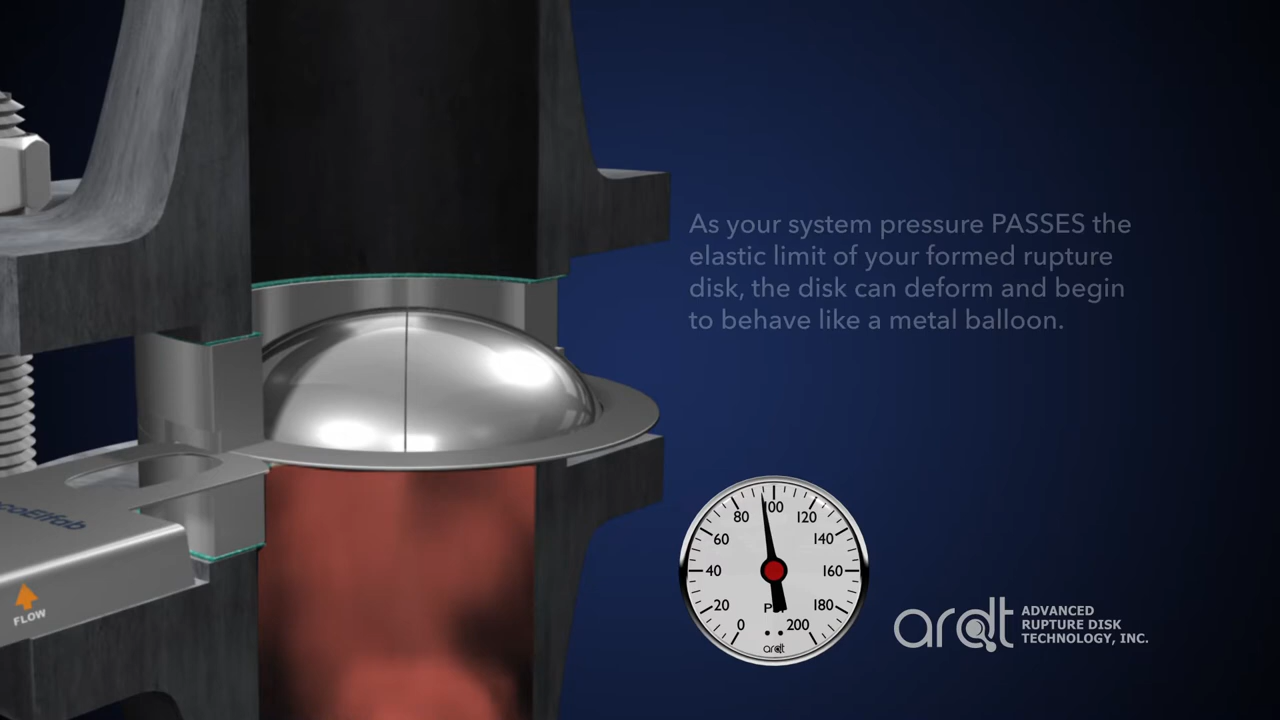 As your system pressure PASSES the
elastic limit of your formed rupture
disk, the disk can deform and begin
to behave like a metal balloon.
100
80
120
60
140
40
160
20
180
0
200
ardt
ardt
ADVANCED
RUPTURE DISK
TECHNOLOGY, INC.
FLOW